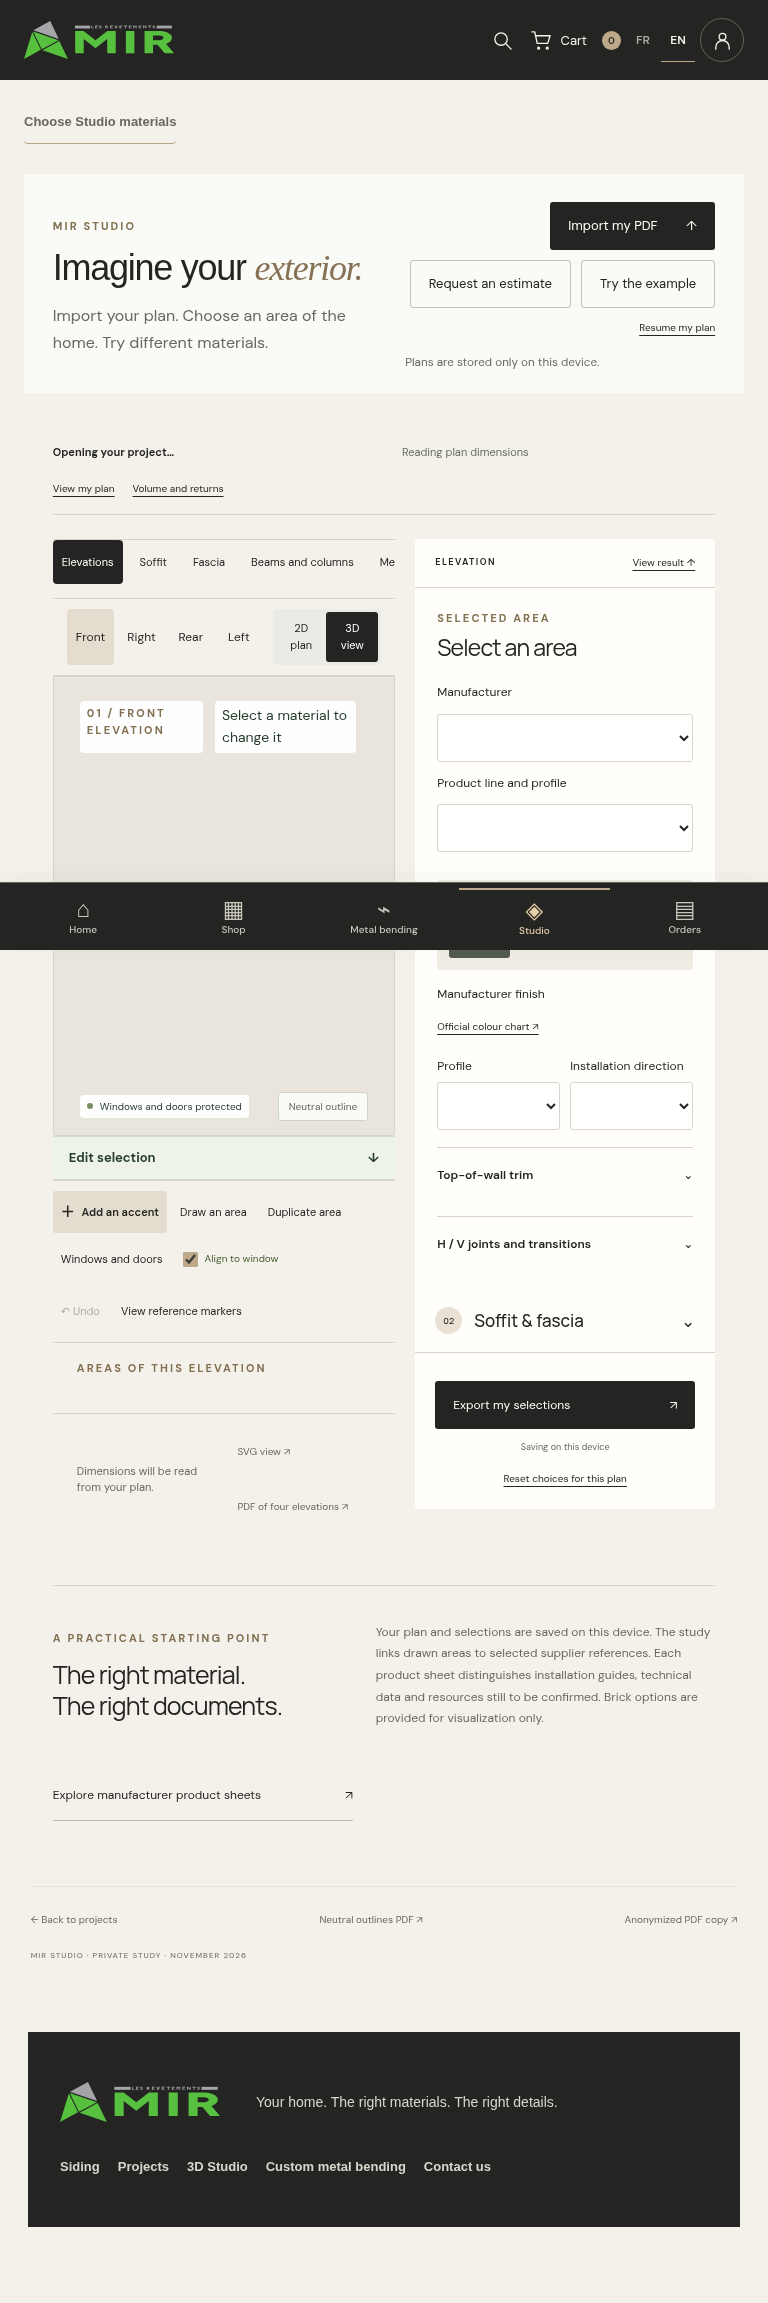 LES REVETEMENTS
MIR
Cart
0
FR
EN
Choose Studio materials
MIR STUDIO
Imagine your exterior.
Import your plan. Choose an area of the
home. Try different materials.
Import my PDF ↑
Request an estimate
Try the example
Resume my plan
Plans are stored only on this device.
Opening your project...
Reading plan dimensions
View my plan
Volume and returns
Elevations
Soffit
Fascia
Beams and columns
Me
Front
Right
Rear
Left
2D
plan
3D
view
01 / FRONT
ELEVATION
Select a material to
change it
ELEVATION
View result ↑
SELECTED AREA
Select an area
Manufacturer
Product line and profile
Home
Shop
Metal bending
Studio
Orders
Manufacturer finish
Official colour chart ↗
Profile
Installation direction
Windows and doors protected
Neutral outline
Edit selection ↓
+ Add an accent
Draw an area
Duplicate area
Windows and doors
Align to window
↶ Undo
View reference markers
AREAS OF THIS ELEVATION
Dimensions will be read
from your plan.
SVG view ↗
PDF of four elevations ↗
Top-of-wall trim
H / V joints and transitions
02
Soffit & fascia
Export my selections ↗
Saving on this device
Reset choices for this plan
A PRACTICAL STARTING POINT
The right material.
The right documents.
Your plan and selections are saved on this device. The study
links drawn areas to selected supplier references. Each
product sheet distinguishes installation guides, technical
data and resources still to be confirmed. Brick options are
provided for visualization only.
Explore manufacturer product sheets ↗
← Back to projects
Neutral outlines PDF ↗
Anonymized PDF copy ↗
MIR STUDIO · PRIVATE STUDY · NOVEMBER 2026
LES REVETEMENTS
MIR
Your home. The right materials. The right details.
Siding
Projects
3D Studio
Custom metal bending
Contact us